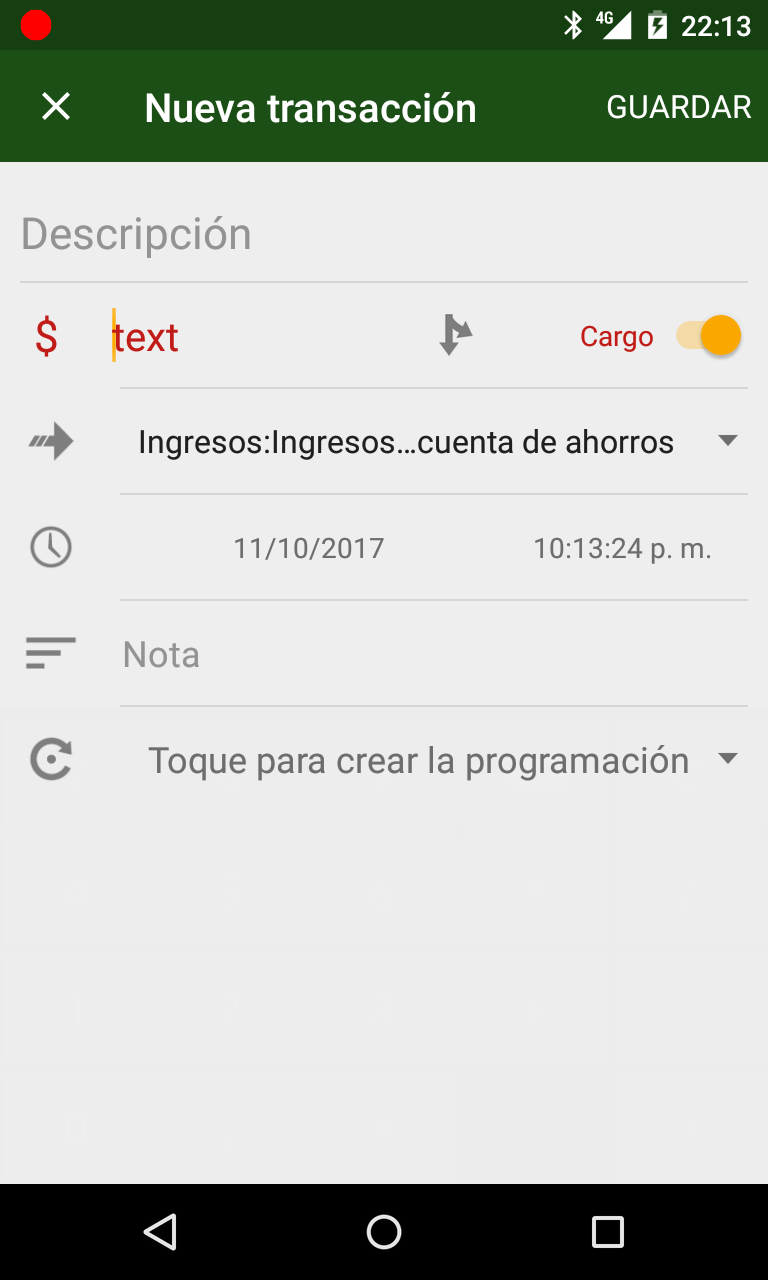 4G 22:13
Nueva transacción GUARDAR
Descripción
$ text Cargo
Ingresos:Ingresos...cuenta de ahorros
11/10/2017 10:13:24 p. m.
Nota
Toque para crear la programación